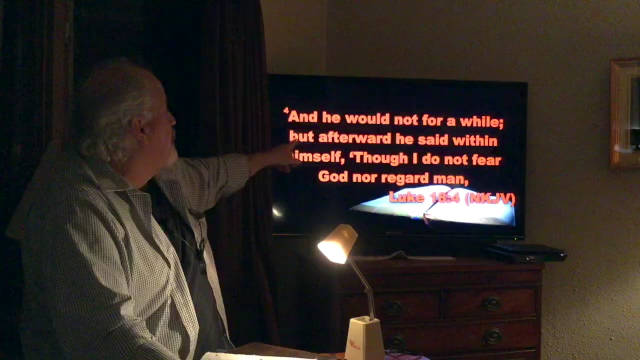 ⁴And he would not for a while;
but afterward he said within
himself, ‘Though I do not fear
God nor regard man,
Luke 18:4 (NKJV)